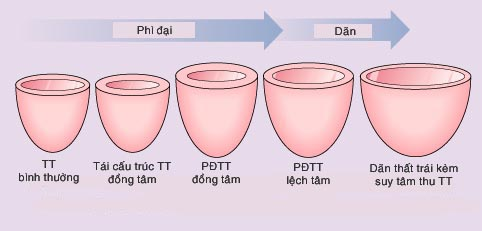 Phì đại
Dãn
TT
bình thường
Tái cấu trúc TT
đồng tâm
PĐTT
đồng tâm
PĐTT
lệch tâm
Dãn thất trái kèm
suy tâm thu TT